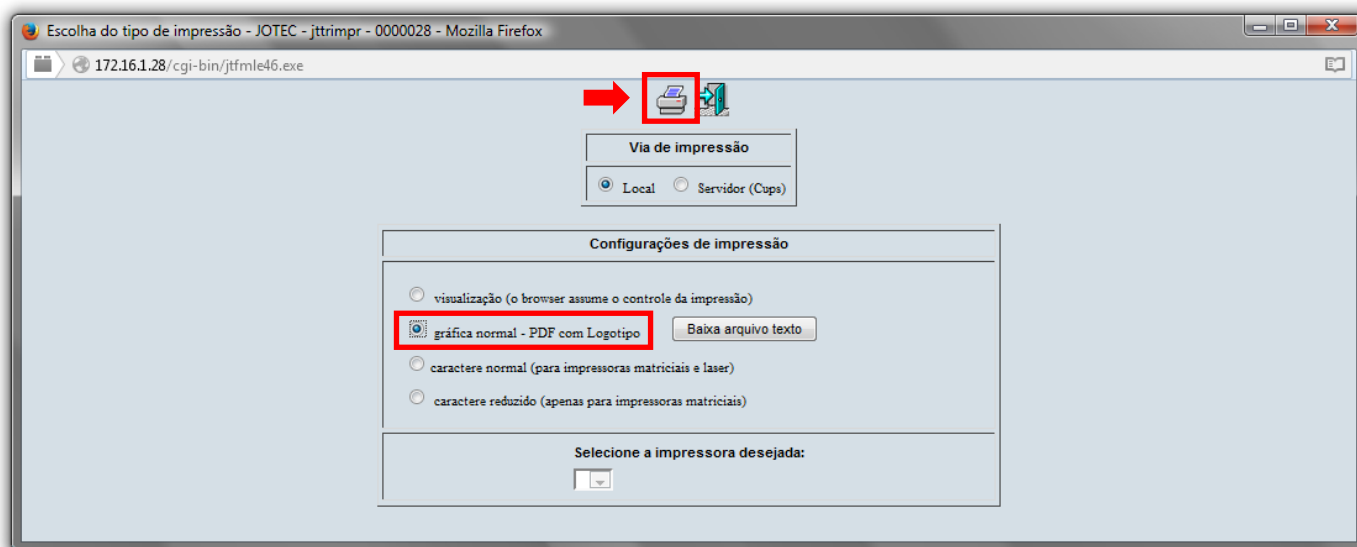 Escolha do tipo de impressão - JOTEC - jttrimpr - 0000028 - Mozilla Firefox
172.16.1.28/cgi-bin/jtfmle46.exe
Via de impressão
Local Servidor (Cups)
Configurações de impressão
visualização (o browser assume o controle da impressão)
gráfica normal - PDF com Logotipo Baixa arquivo texto
caractere normal (para impressoras matriciais e laser)
caractere reduzido (apenas para impressoras matriciais)
Selecione a impressora desejada: